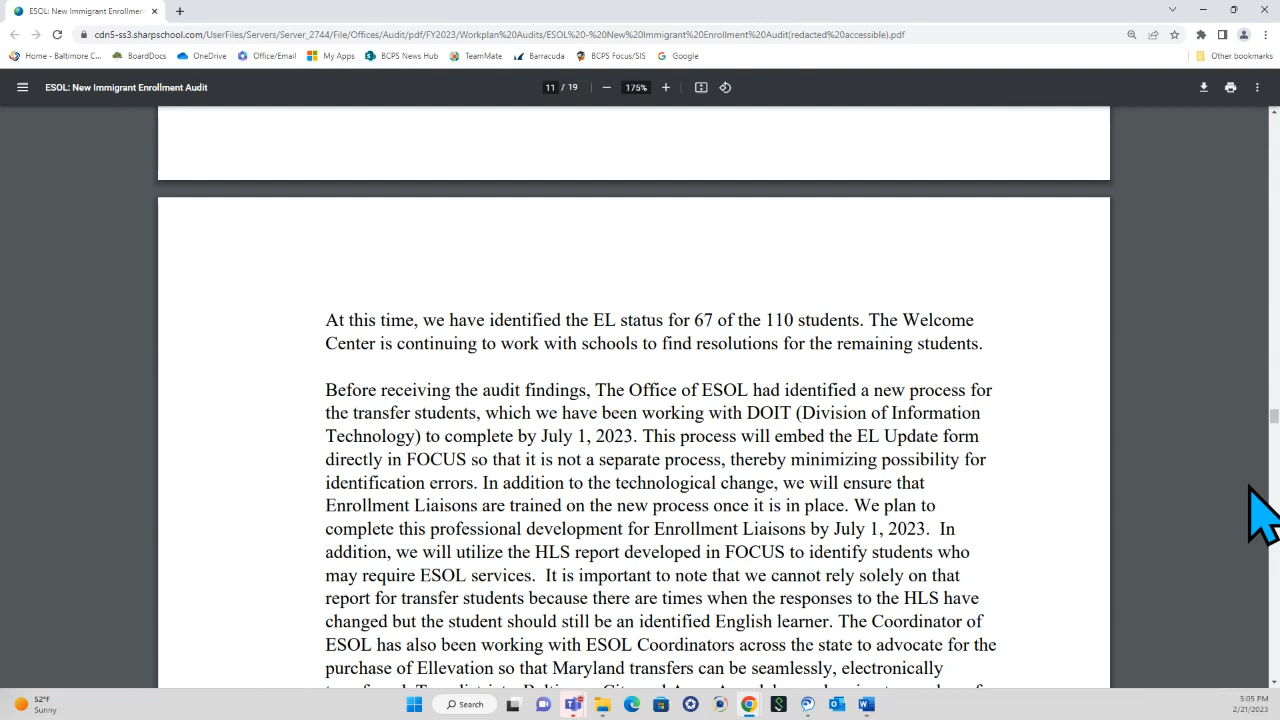 ESOL: New Immigrant Enrollment
cdn5-ss3.sharpschool.com/UserFiles/Servers/Server_2744/File/Offices/Audit/pdf/FY2023/Workplan%20Audits/ESOL%20-%20New%20Immigrant%20Enrollment%20Audit(redacted%20accessible).pdf
Home - Baltimore C... BoardDocs OneDrive Office/Email My Apps BCPS News Hub TeamMate Barracuda BCPS Focus/SIS Google Other bookmarks
ESOL: New Immigrant Enrollment Audit 11 / 19 175%
At this time, we have identified the EL status for 67 of the 110 students. The Welcome
Center is continuing to work with schools to find resolutions for the remaining students.
Before receiving the audit findings, The Office of ESOL had identified a new process for
the transfer students, which we have been working with DOIT (Division of Information
Technology) to complete by July 1, 2023. This process will embed the EL Update form
directly in FOCUS so that it is not a separate process, thereby minimizing possibility for
identification errors. In addition to the technological change, we will ensure that
Enrollment Liaisons are trained on the new process once it is in place. We plan to
complete this professional development for Enrollment Liaisons by July 1, 2023. In
addition, we will utilize the HLS report developed in FOCUS to identify students who
may require ESOL services. It is important to note that we cannot rely solely on that
report for transfer students because there are times when the responses to the HLS have
changed but the student should still be an identified English learner. The Coordinator of
ESOL has also been working with ESOL Coordinators across the state to advocate for the
purchase of Ellevation so that Maryland transfers can be seamlessly, electronically
52°F
Sunny
Search
5:05 PM
2/21/2023